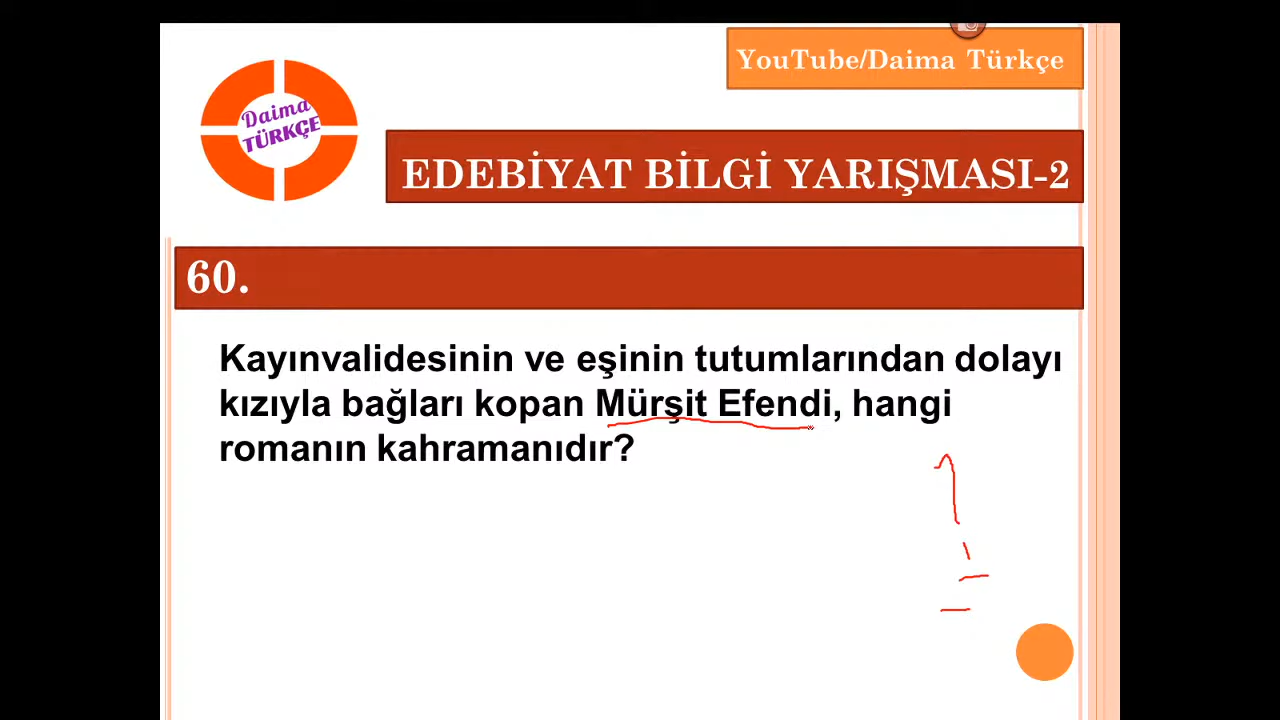 YouTube/Daima Türkçe
Daima
TÜRKÇE
EDEBİYAT BİLGİ YARIŞMASI-2
60.
Kayınvalidesinin ve eşinin tutumlarından dolayı
kızıyla bağları kopan Mürşit Efendi, hangi
romanın kahramanıdır?